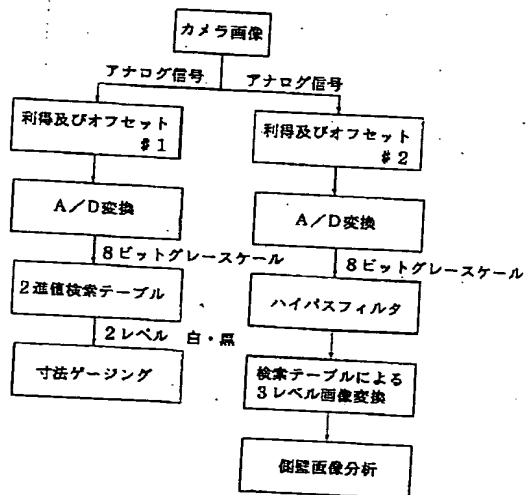 カメラ画像
アナログ信号
アナログ信号
利得及びオフセット
#1
利得及びオフセット
#2
A/D変換
A/D変換
8ビットグレースケール
8ビットグレースケール
2進値検索テーブル
ハイパスフィルタ
2レベル 白・黒
寸法ゲージング
検索テーブルによる
3レベル画像変換
側壁画像分析